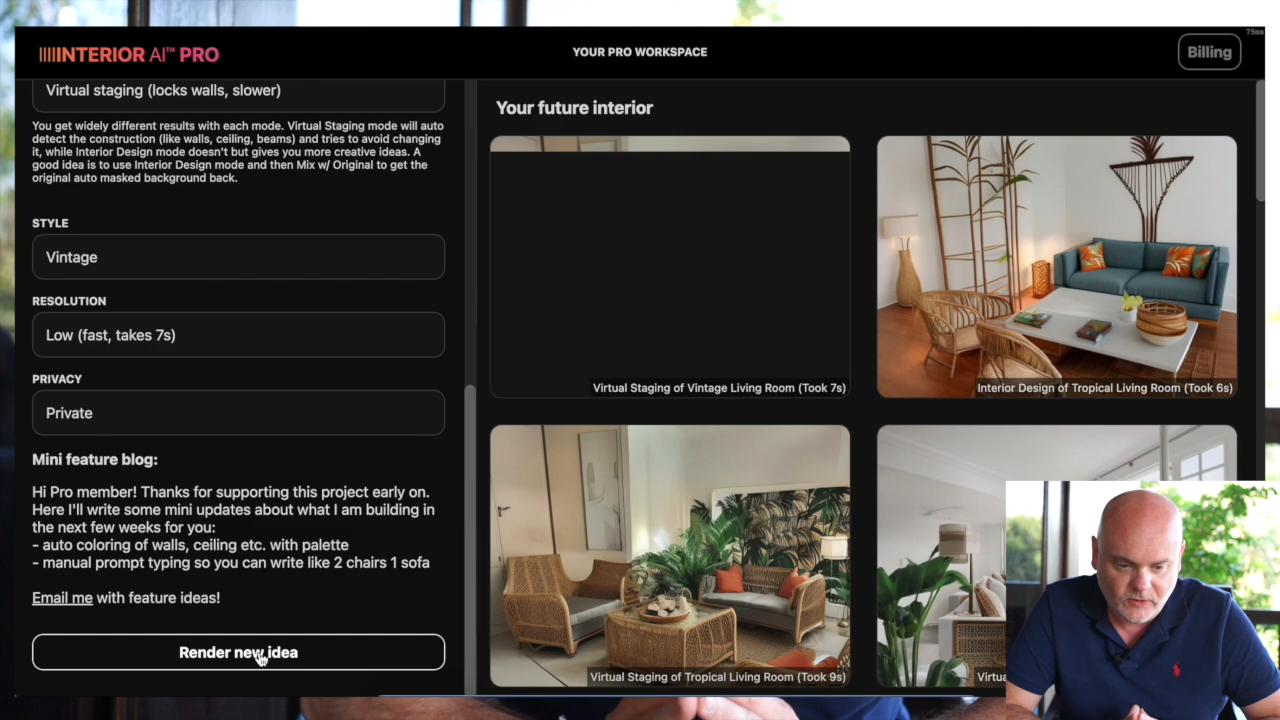 INTERIOR AI™ PRO
YOUR PRO WORKSPACE
Billing
75ms
Virtual staging (locks walls, slower)
You get widely different results with each mode. Virtual Staging mode will auto
detect the construction (like walls, ceiling, beams) and tries to avoid changing
it, while Interior Design mode doesn't but gives you more creative ideas. A
good idea is to use Interior Design mode and then Mix w/ Original to get the
original auto masked background back.
STYLE
Vintage
RESOLUTION
Low (fast, takes 7s)
PRIVACY
Private
Mini feature blog:
Hi Pro member! Thanks for supporting this project early on.
Here I'll write some mini updates about what I am building in
the next few weeks for you:
- auto coloring of walls, ceiling etc. with palette
- manual prompt typing so you can write like 2 chairs 1 sofa
Email me with feature ideas!
Render new idea
Your future interior
Virtual Staging of Vintage Living Room (Took 7s)
Interior Design of Tropical Living Room (Took 6s)
Virtual Staging of Tropical Living Room (Took 9s)